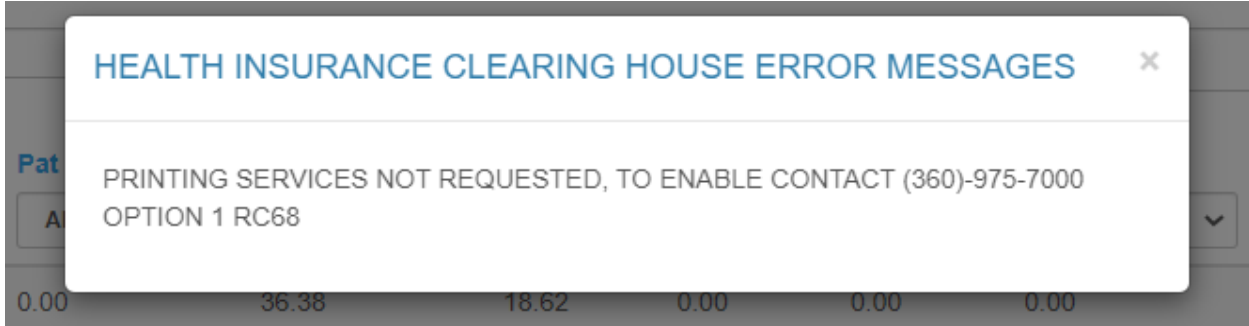 HEALTH INSURANCE CLEARING HOUSE ERROR MESSAGES ×
Pat
PRINTING SERVICES NOT REQUESTED, TO ENABLE CONTACT (360)-975-7000
OPTION 1 RC68
0.00 36.38 18.62 0.00 0.00 0.00